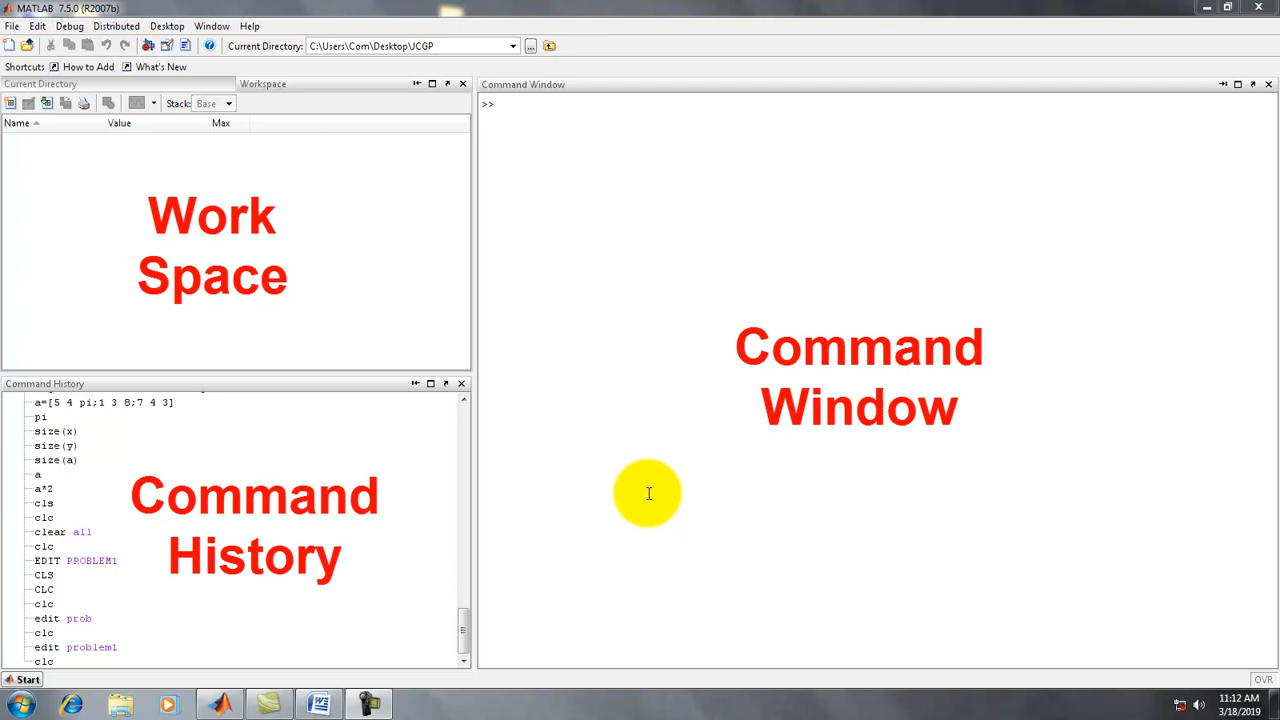 MATLAB 7.5.0 (R2007b)
File Edit Debug Distributed Desktop Window Help
Current Directory: C:\Users\Com\Desktop\JCGP
Shortcuts How to Add What's New
Current Directory Workspace
Stack: Base
Name Value Max
Work
Space
Command History
a=[5 4 pi;1 3 8;7 4 3]
pi
size(x)
size(y)
size(a)
a
a*2
cls
clc
clear all
clc
EDIT PROBLEM1
CLS
CLC
clc
edit prob
clc
edit problem1
clc
Command
History
Command Window
>>
Command
Window
Start
OVR
11:12 AM
3/18/2019